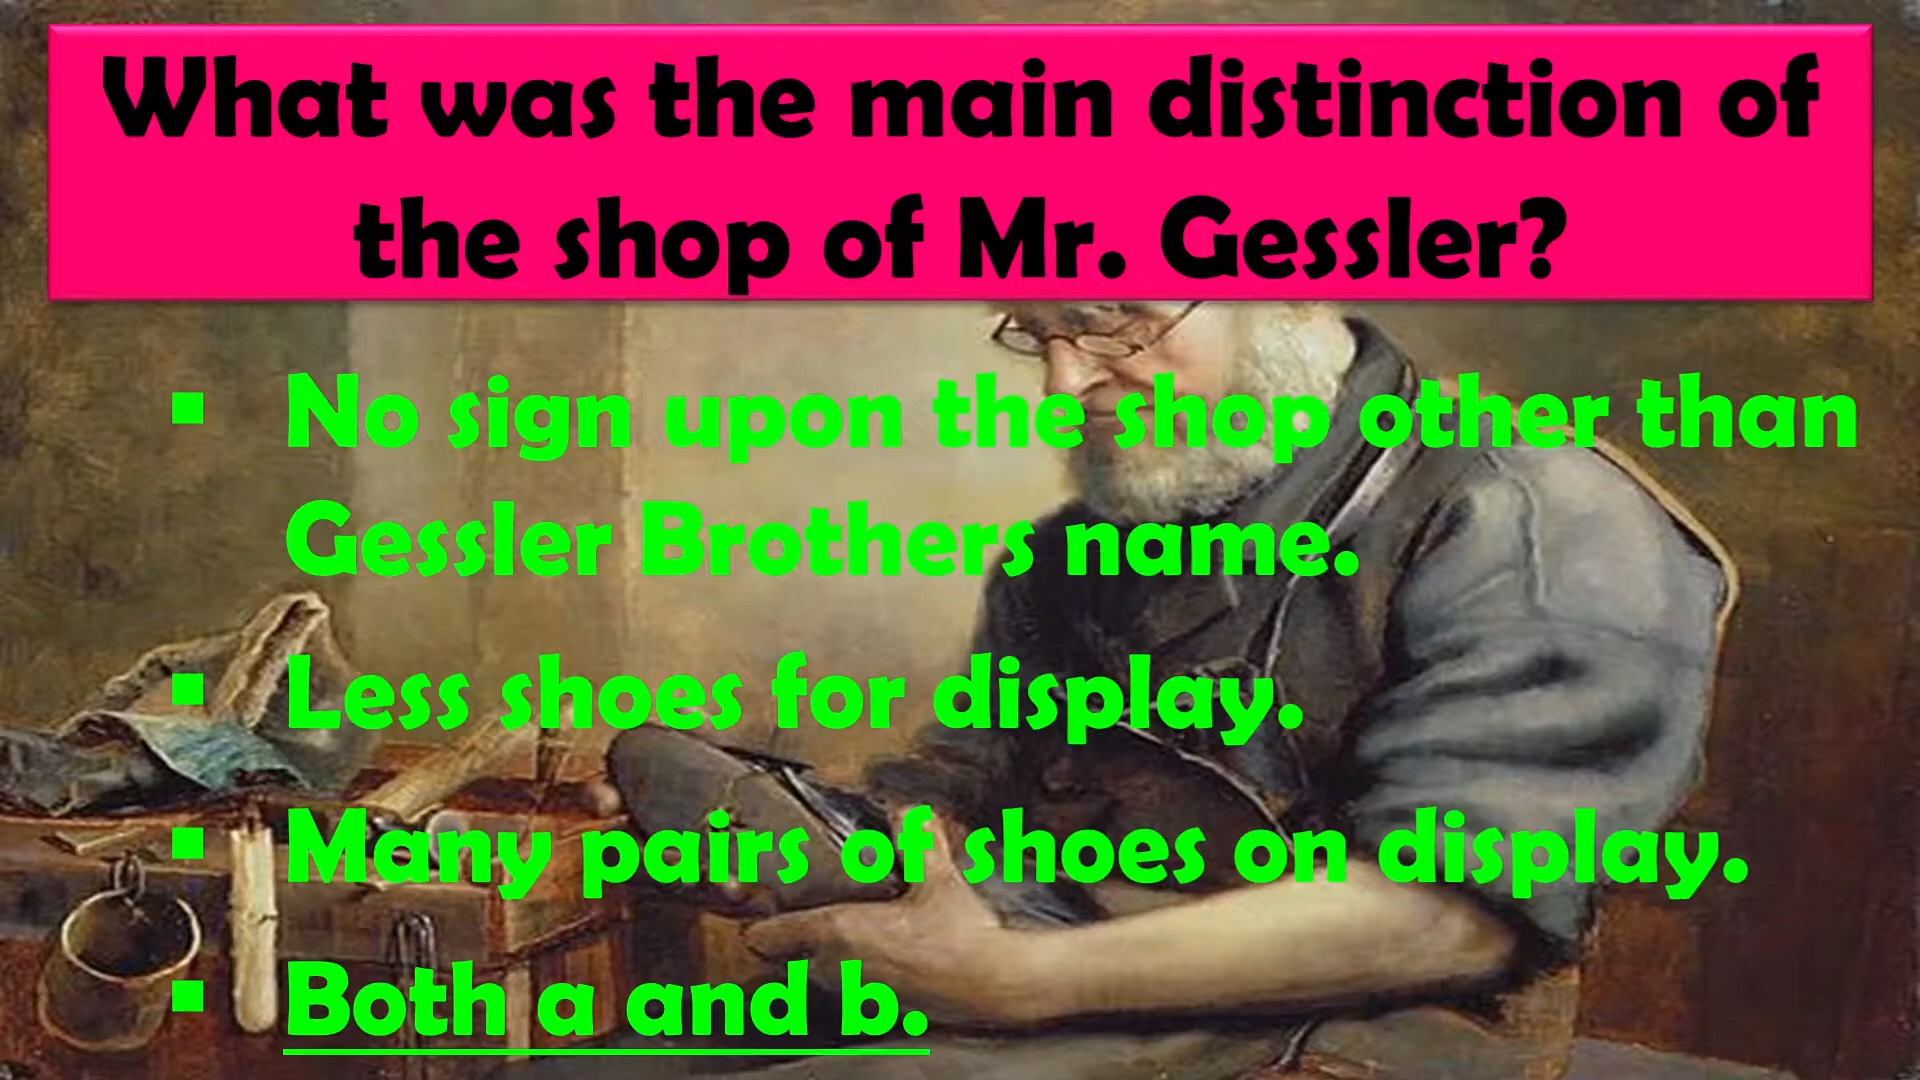 What was the main distinction of
the shop of Mr. Gessler?
▪ No sign upon the shop other than
Gessler Brothers name.
▪ Less shoes for display.
▪ Many pairs of shoes on display.
▪ Both a and b.